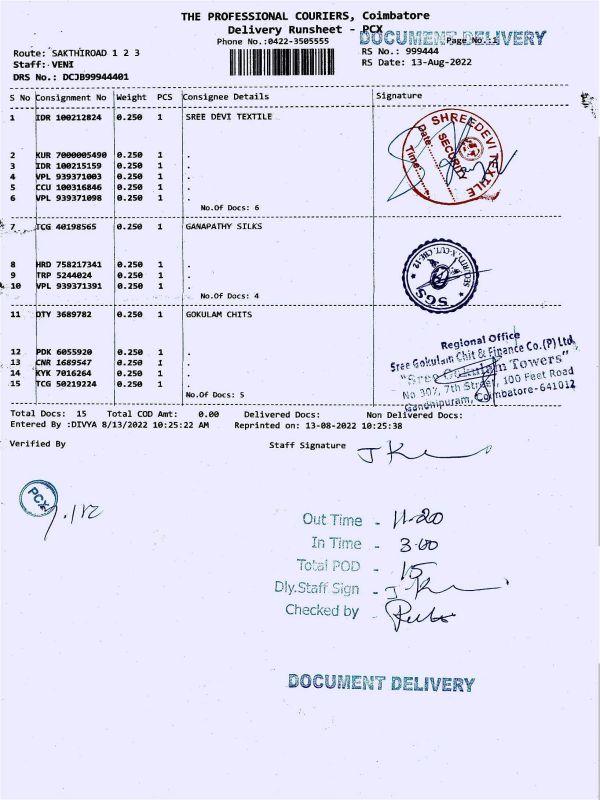 THE PROFESSIONAL COURIERS, Coimbatore
Delivery Runsheet - PCX
DOCUMENT DELIVERY
Phone No.:0422-3505555 Page No.:1
Route: SAKTHIROAD 1 2 3 RS No.: 999444
Staff: VENI RS Date: 13-Aug-2022
DRS No.: DCJB99944401
S No Consignment No Weight PCS Consignee Details Signature
1 IDR 100212824 0.250 1 SREE DEVI TEXTILE
2 KUR 7000005490 0.250 1 .
3 IDR 100215159 0.250 1 .
4 VPL 939371003 0.250 1 .
5 CCU 100316846 0.250 1 .
6 VPL 939371098 0.250 1 .
No.Of Docs: 6
SHREEDEVI TEXTILE
SECURITY
Date
Time:
7 TCG 40198565 0.250 1 GANAPATHY SILKS
8 HRD 758217341 0.250 1 .
9 TRP 5244024 0.250 1 .
10 VPL 939371391 0.250 1 .
No.Of Docs: 4
SGS
11 DTY 3689782 0.250 1 GOKULAM CHITS
12 PDK 6055920 0.250 1 .
13 CNR 1689547 0.250 1 .
14 KYK 7016264 0.250 1 .
15 TCG 50219224 0.250 1 .
No.Of Docs: 5
Regional Office
Sree Gokulam Chit & Finance Co.(P) Ltd.
"Sree Gokulam Towers"
No 307, 7th Street, 100 Feet Road
Gandhipuram, Coimbatore-641012
Total Docs: 15 Total COD Amt: 0.00 Delivered Docs: Non Delivered Docs:
Entered By :DIVYA 8/13/2022 10:25:22 AM Reprinted on: 13-08-2022 10:25:38
Verified By Staff Signature
PCX
Out Time - 11-20
In Time - 3-00
Total POD - 15
Dly.Staff Sign -
Checked by -
DOCUMENT DELIVERY